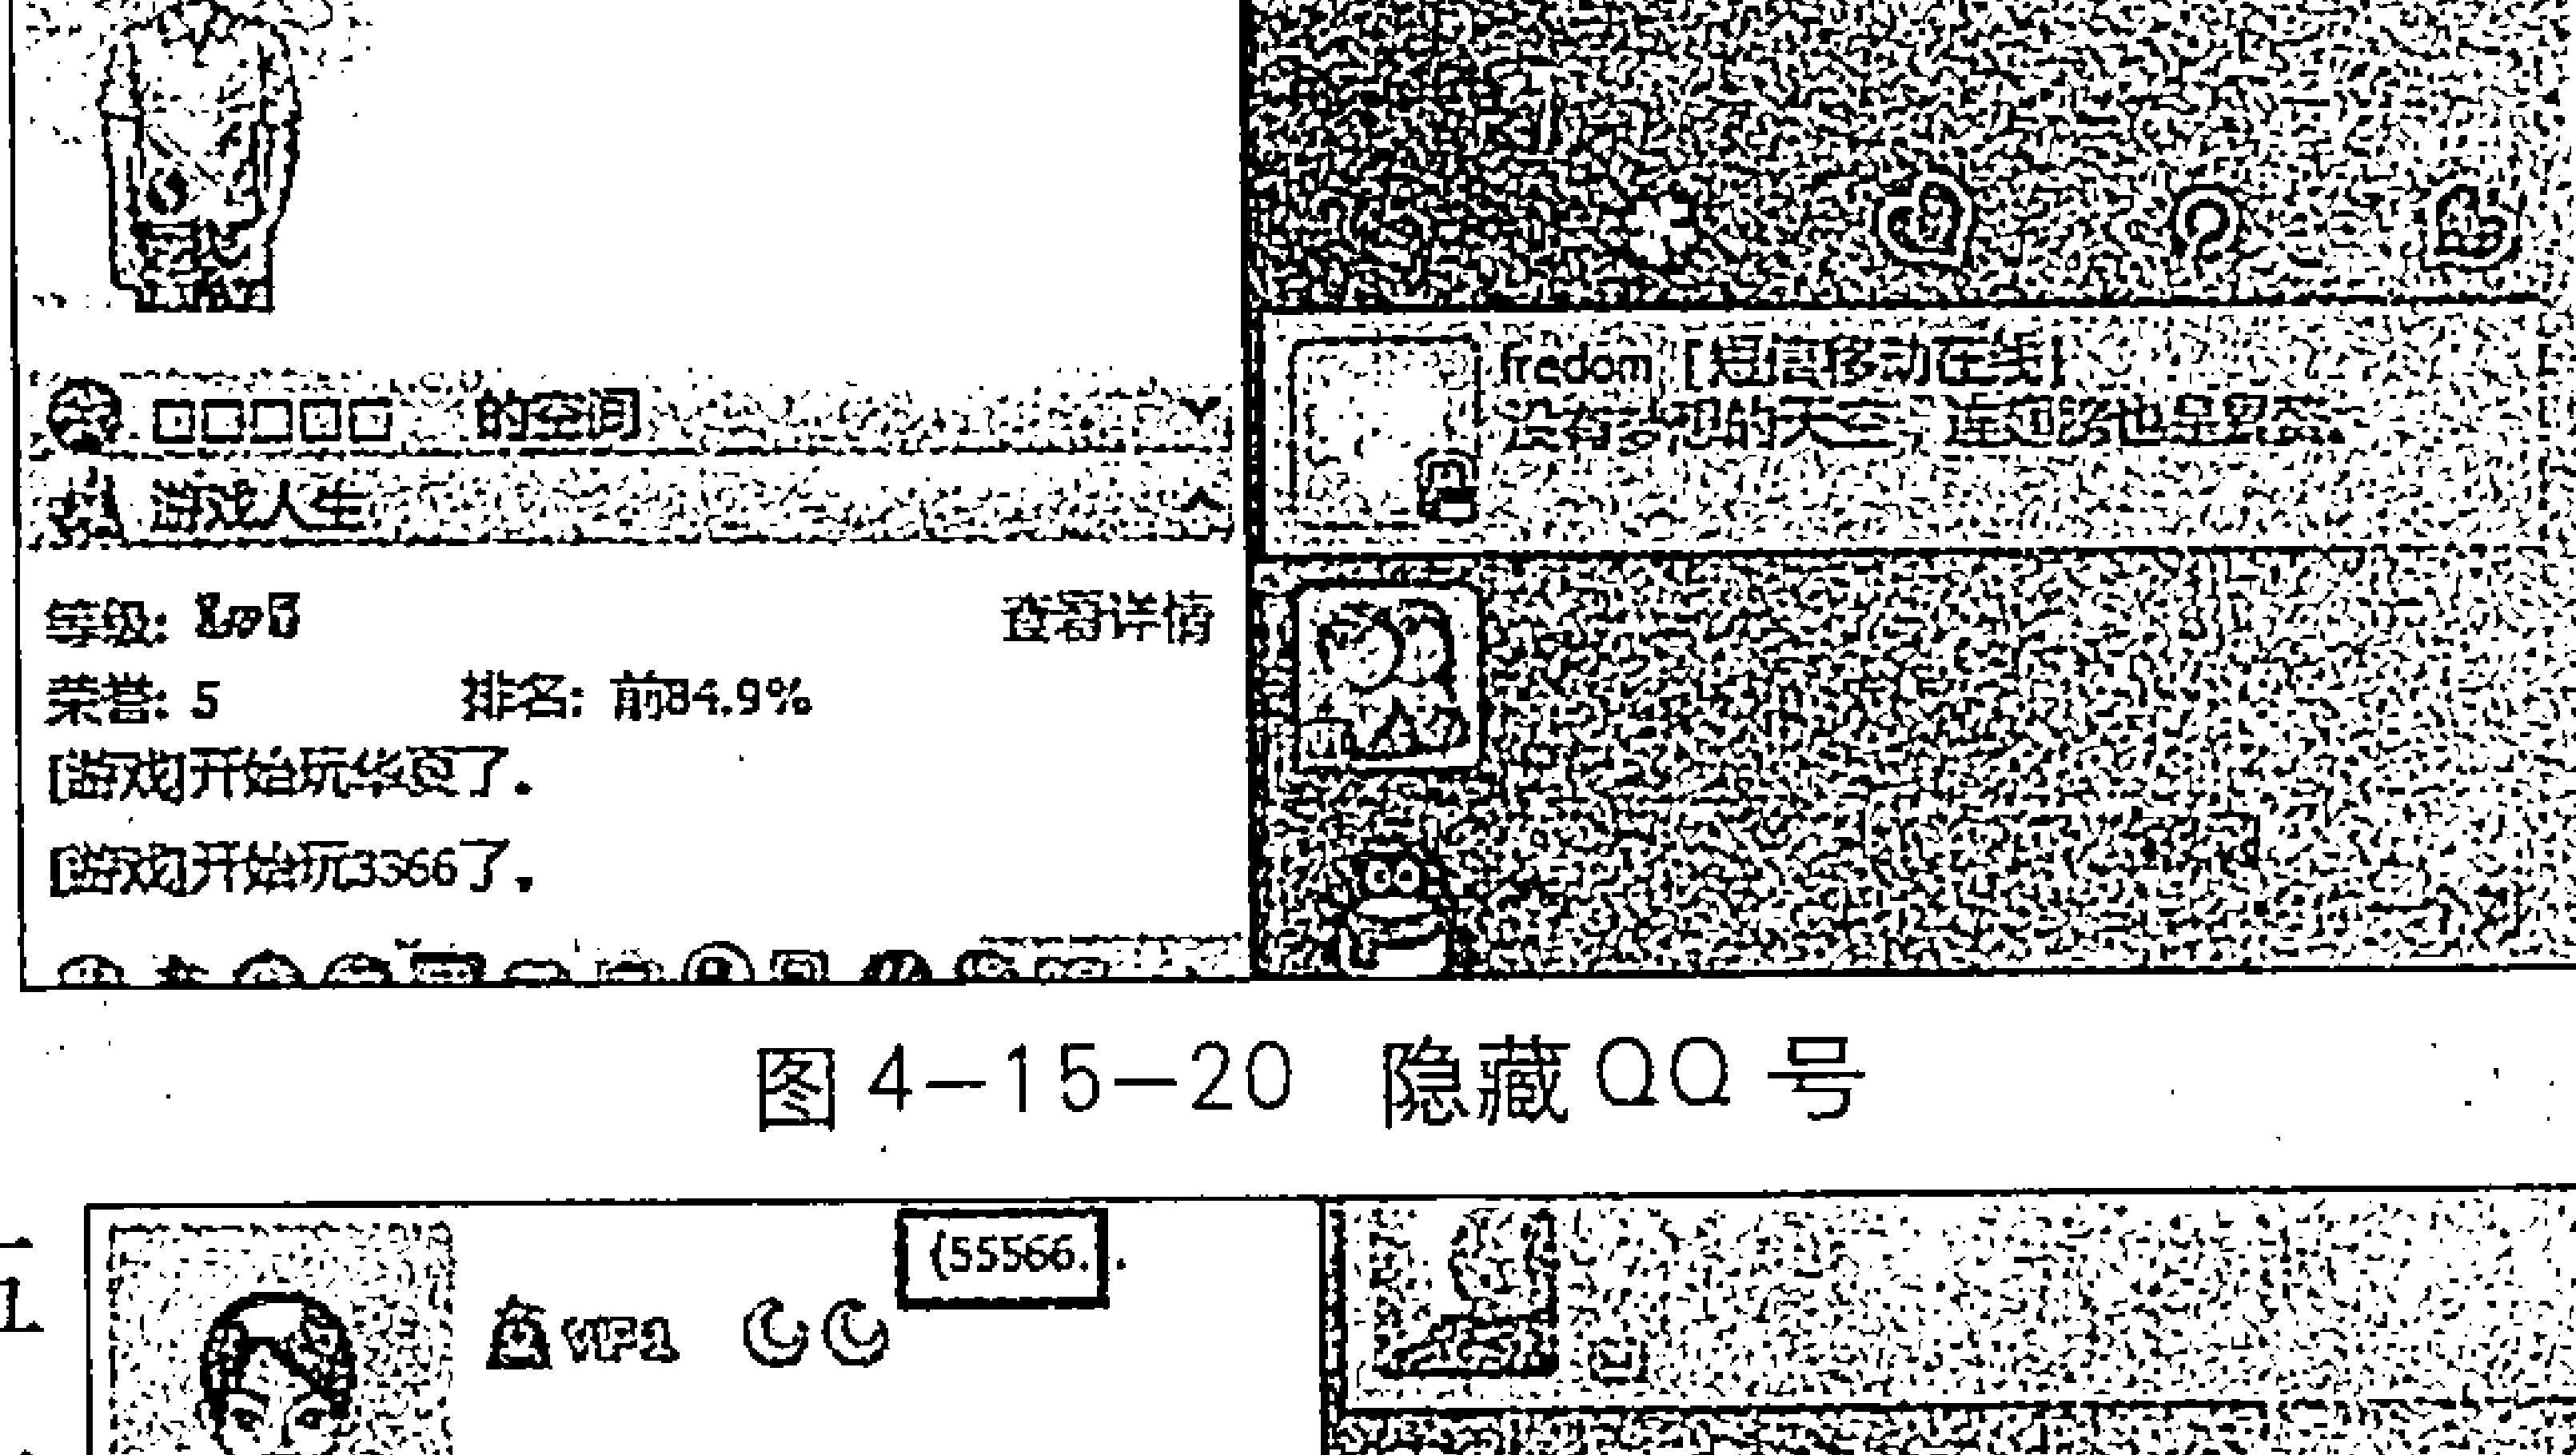 □□□□□ 的空间
游戏人生
等级: Lv5
查看详情
荣誉: 5 排名: 前84.9%
[游戏]开始玩华夏了.
[游戏]开始玩3366了.
fredom [短信移动在线]
没有梦想的天空,连翅膀也是累赘.
图 4-15-20 隐藏 QQ 号
(55566. .
VIP1